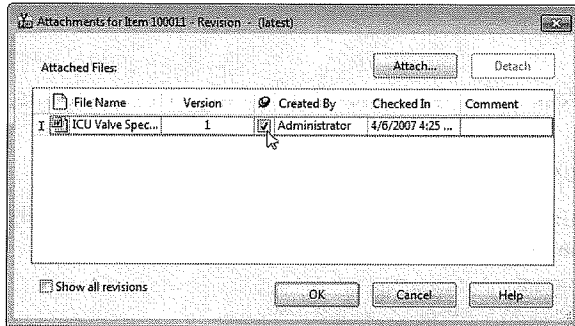 Attachments for Item 100011 - Revision - (latest)
Attached Files:
Attach...
Detach
File Name Version Created By Checked In Comment
ICU Valve Spec... 1 Administrator 4/6/2007 4:25 ...
Show all revisions
OK
Cancel
Help